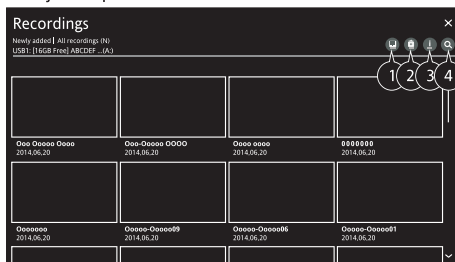 Recordings
Newly added | All recordings (N)
USB1: [16GB Free] ABCDEF ...(A:)
1 2 3 4
Ooo Ooooo Oooo
2014,06,20
Ooo-Ooooo OOOO
2014,06,20
Oooo oooo
2014,06,20
0000000
2014,06,20
Ooooooo
2014,06,20
Ooooo-Ooooo09
2014,06,20
Ooooo-Ooooo06
2014,06,20
Ooooo-Ooooo01
2014,06,20